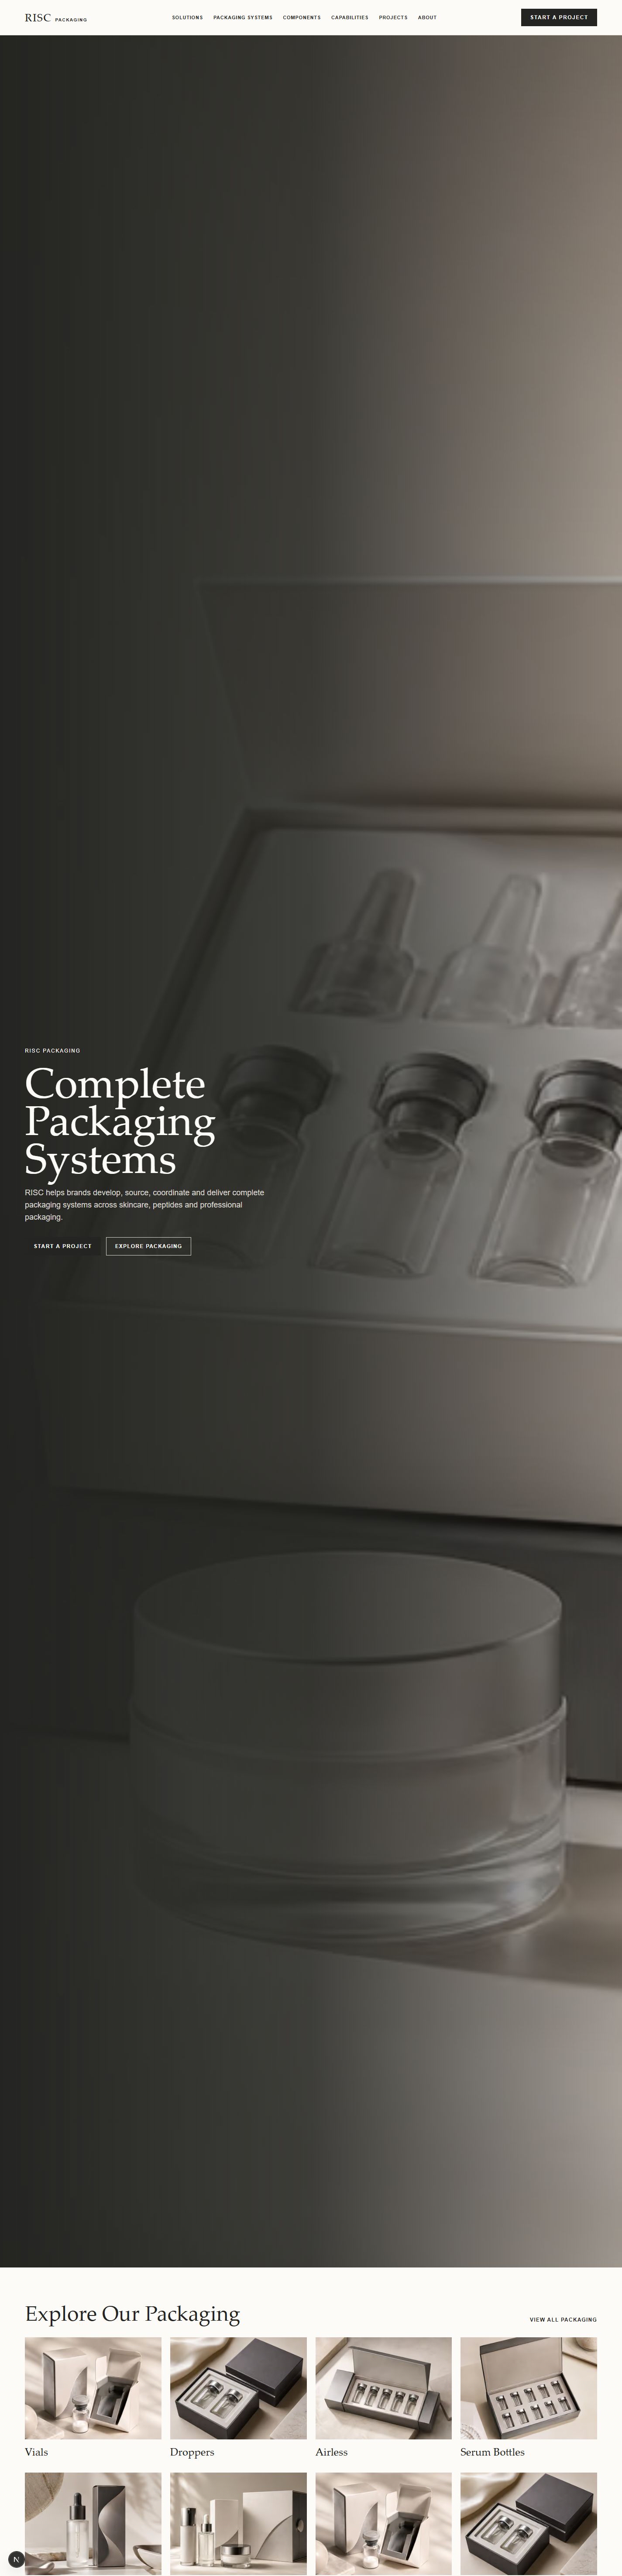 RISC PACKAGING
SOLUTIONS
PACKAGING SYSTEMS
COMPONENTS
CAPABILITIES
PROJECTS
ABOUT
START A PROJECT
RISC PACKAGING
Complete
Packaging
Systems
RISC helps brands develop, source, coordinate and deliver complete
packaging systems across skincare, peptides and professional
packaging.
START A PROJECT
EXPLORE PACKAGING
Explore Our Packaging
VIEW ALL PACKAGING
Vials
Droppers
Airless
Serum Bottles
N